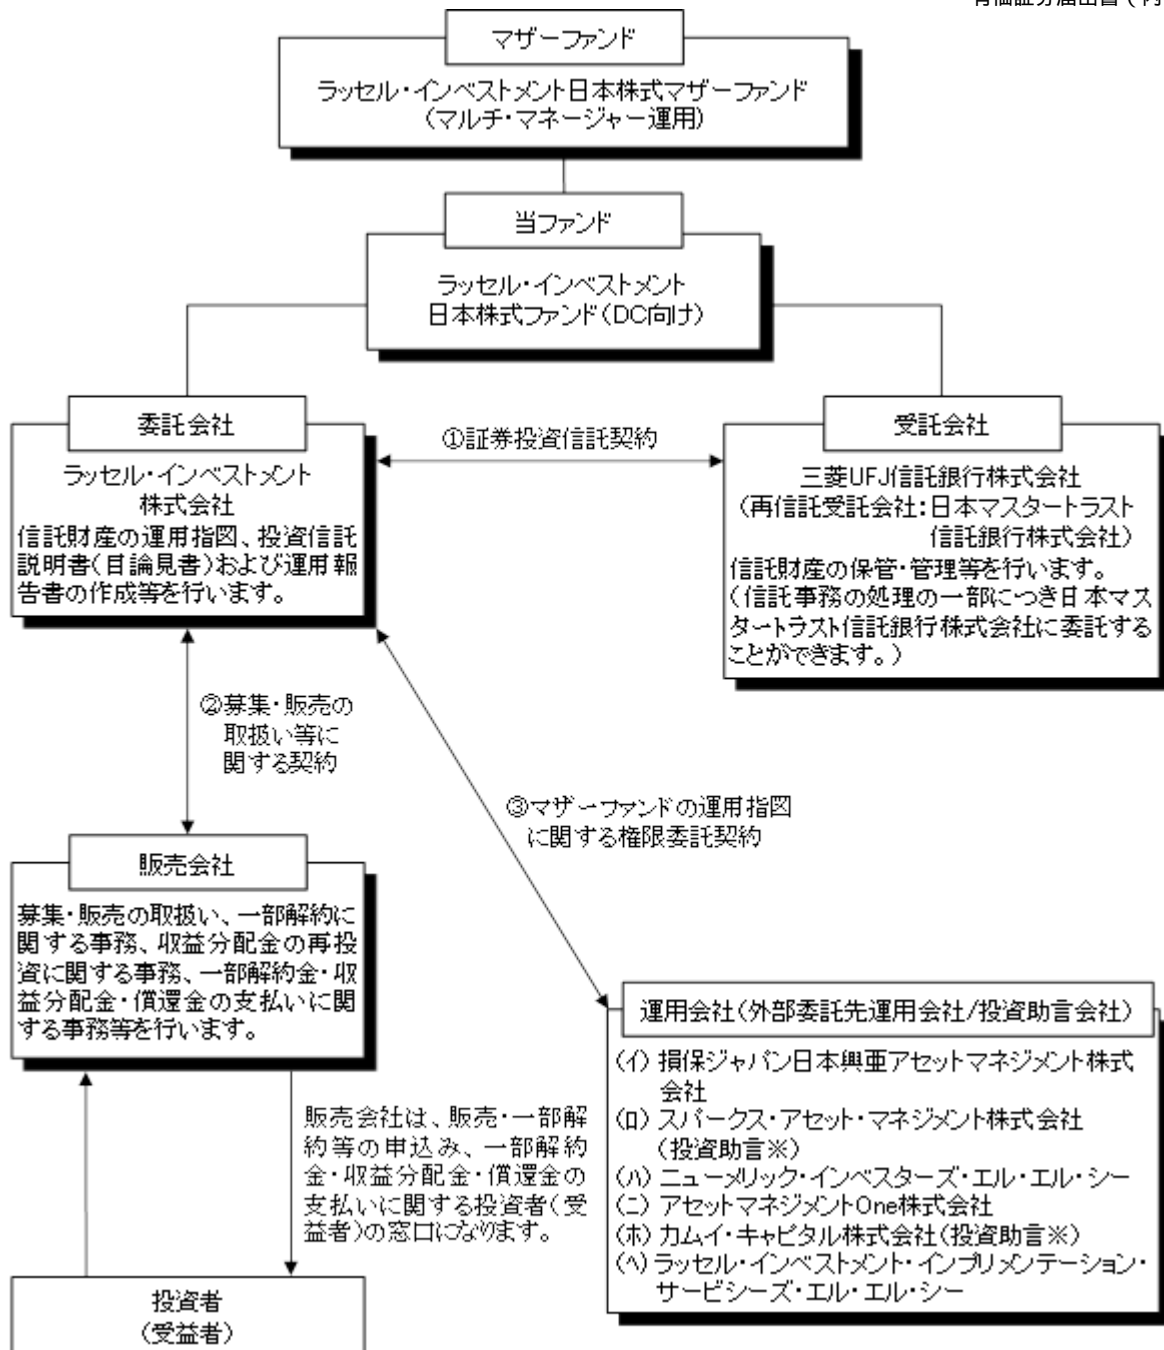 マザーファンド
ラッセル・インベストメント日本株式マザーファンド
(マルチ・マネージャー運用)
当ファンド
ラッセル・インベストメント
日本株式ファンド(DC向け)
委託会社
ラッセル・インベストメント
株式会社
信託財産の運用指図、投資信託
説明書(目論見書)および運用報
告書の作成等を行います。
①証券投資信託契約
受託会社
三菱UFJ信託銀行株式会社
(再信託受託会社:日本マスタートラスト
信託銀行株式会社)
信託財産の保管・管理等を行います。
(信託事務の処理の一部につき日本マス
タートラスト信託銀行株式会社に委託する
ことができます。)
②募集・販売の
取扱い等に
関する契約
③マザーファンドの運用指図
に関する権限委託契約
販売会社
募集・販売の取扱い、一部解約に
関する事務、収益分配金の再投
資に関する事務、一部解約金・収
益分配金・償還金の支払いに関
する事務等を行います。
販売会社は、販売・一部解
約等の申込み、一部解約
金・収益分配金・償還金の
支払いに関する投資者(受
益者)の窓口になります。
運用会社(外部委託先運用会社/投資助言会社)
(イ) 損保ジャパン日本興亜アセットマネジメント株式
会社
(ロ) スパークス・アセット・マネジメント株式会社
(投資助言※)
(ハ) ニューメリック・インベスターズ・エル・エル・シー
(ニ) アセットマネジメントOne株式会社
(ホ) カムイ・キャピタル株式会社(投資助言※)
(ヘ) ラッセル・インベストメント・インプリメンテーション・
サービシーズ・エル・エル・シー
投資者
(受益者)